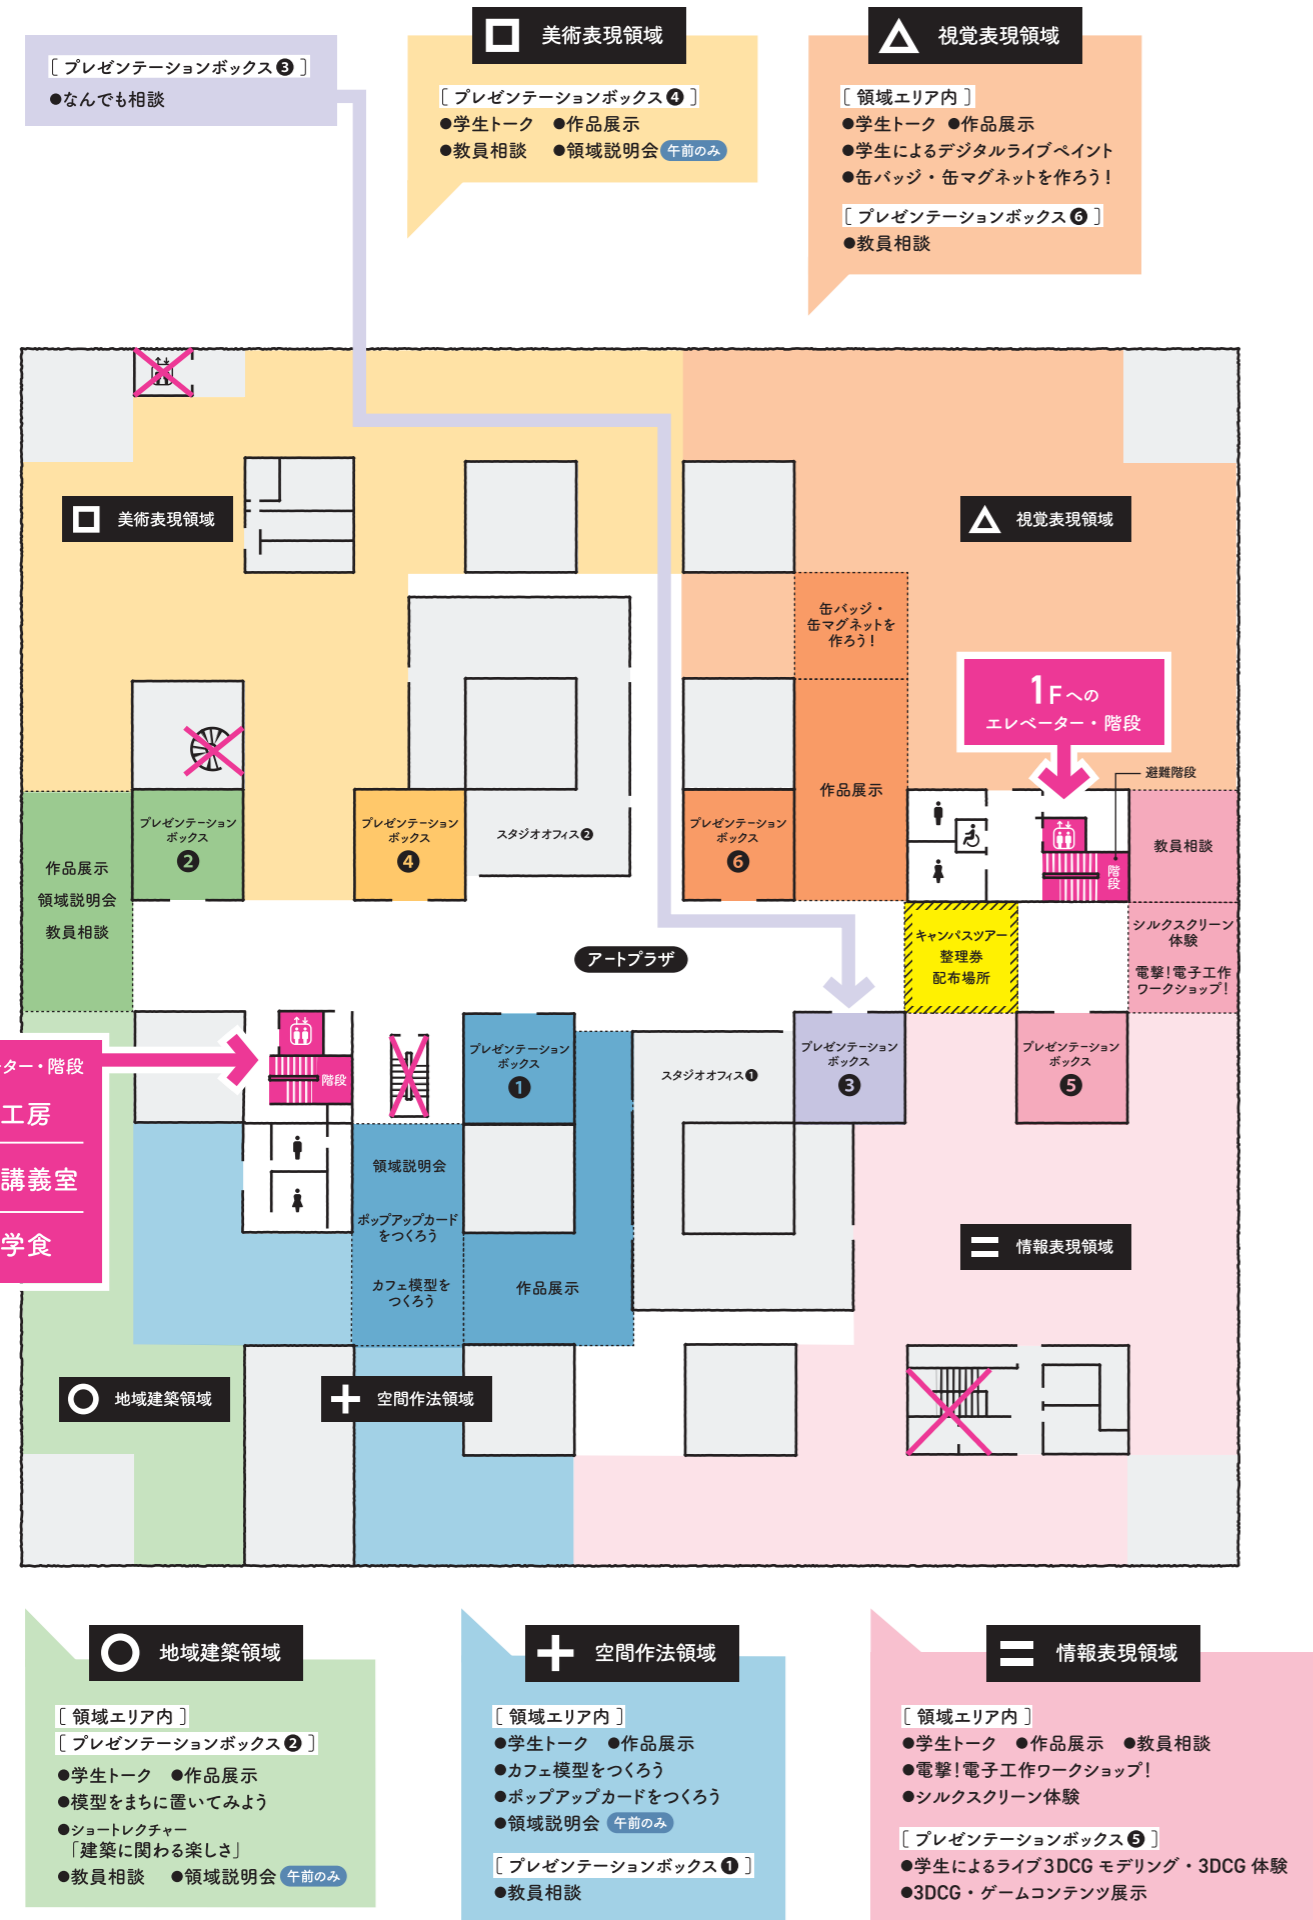 [ プレゼンテーションボックス❸ ]
●なんでも相談
美術表現領域
[ プレゼンテーションボックス❹ ]
●学生トーク ●作品展示
●教員相談 ●領域説明会 午前のみ
視覚表現領域
[ 領域エリア内 ]
●学生トーク ●作品展示
●学生によるデジタルライブペイント
●缶バッジ・缶マグネットを作ろう！
[ プレゼンテーションボックス❻ ]
●教員相談
美術表現領域
視覚表現領域
缶バッジ・
缶マグネットを
作ろう！
1Fへの
エレベーター・階段
避難階段
作品展示
プレゼンテーション
ボックス
❷
プレゼンテーション
ボックス
❹
スタジオオフィス❷
プレゼンテーション
ボックス
❻
階段
教員相談
作品展示
領域説明会
教員相談
アートプラザ
キャンパスツアー
整理券
配布場所
シルクスクリーン
体験
電撃！電子工作
ワークショップ！
ター・階段
工房
講義室
学食
階段
プレゼンテーション
ボックス
❶
スタジオオフィス❶
プレゼンテーション
ボックス
❸
プレゼンテーション
ボックス
❺
領域説明会
ポップアップカード
をつくろう
カフェ模型を
つくろう
作品展示
情報表現領域
地域建築領域
空間作法領域
地域建築領域
[ 領域エリア内 ]
[ プレゼンテーションボックス❷ ]
●学生トーク ●作品展示
●模型をまちに置いてみよう
●ショートレクチャー
「建築に関わる楽しさ」
●教員相談 ●領域説明会 午前のみ
空間作法領域
[ 領域エリア内 ]
●学生トーク ●作品展示
●カフェ模型をつくろう
●ポップアップカードをつくろう
●領域説明会 午前のみ
[ プレゼンテーションボックス❶ ]
●教員相談
情報表現領域
[ 領域エリア内 ]
●学生トーク ●作品展示 ●教員相談
●電撃！電子工作ワークショップ！
●シルクスクリーン体験
[ プレゼンテーションボックス❺ ]
●学生によるライブ3DCGモデリング・3DCG体験
●3DCG・ゲームコンテンツ展示